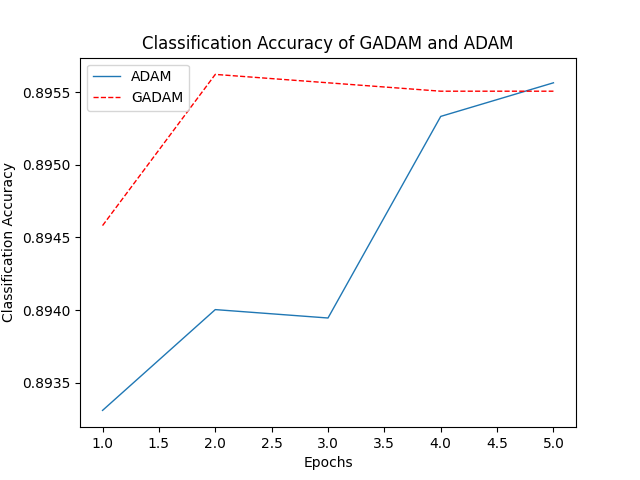 Classification Accuracy of GADAM and ADAM
ADAM
GADAM
Classification Accuracy
0.8955
0.8950
0.8945
0.8940
0.8935
1.0 1.5 2.0 2.5 3.0 3.5 4.0 4.5 5.0
Epochs